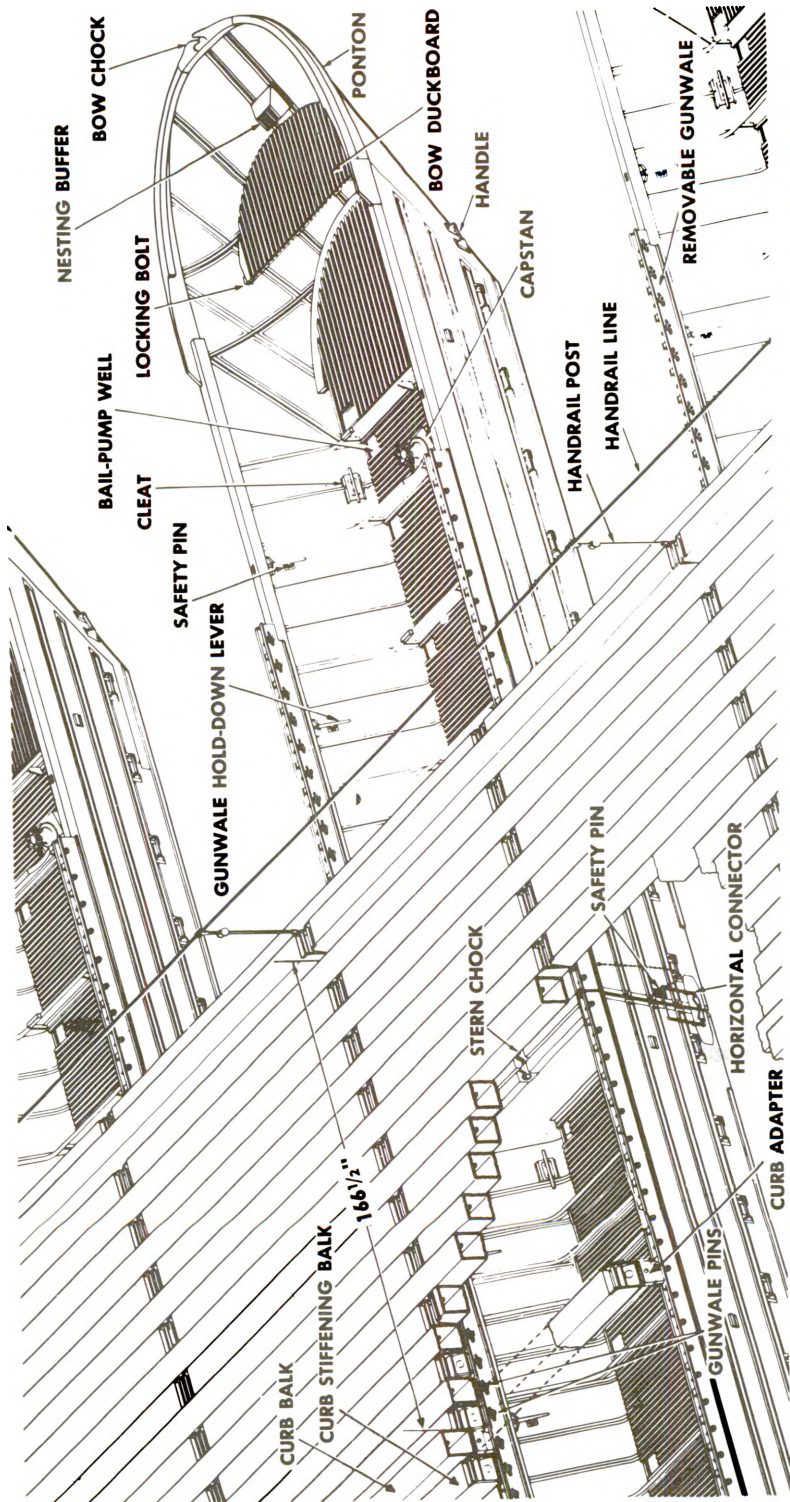 BOW CHOCK
NESTING BUFFER
PONTON
LOCKING BOLT
BOW DUCKBOARD
BAIL-PUMP WELL
HANDLE
CLEAT
CAPSTAN
SAFETY PIN
REMOVABLE GUNWALE
GUNWALE HOLD-DOWN LEVER
HANDRAIL POST
HANDRAIL LINE
166 1/2"
STERN CHOCK
SAFETY PIN
HORIZONTAL CONNECTOR
CURB BALK
CURB STIFFENING BALK
GUNWALE PINS
CURB ADAPTER